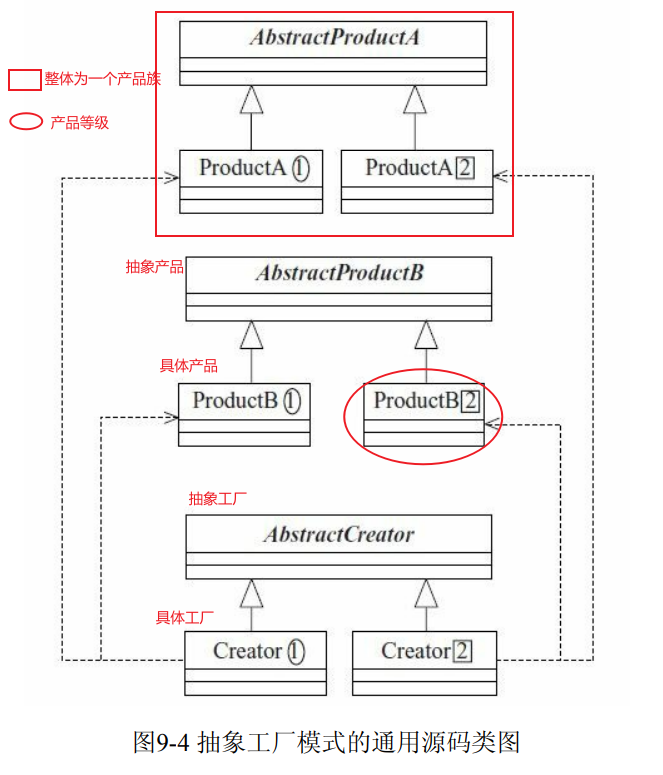 AbstractProductA
整体为一个产品族
产品等级
ProductA 1
ProductA 2
抽象产品
AbstractProductB
具体产品
ProductB 1
ProductB 2
抽象工厂
AbstractCreator
具体工厂
Creator 1
Creator 2
图9-4 抽象工厂模式的通用源码类图